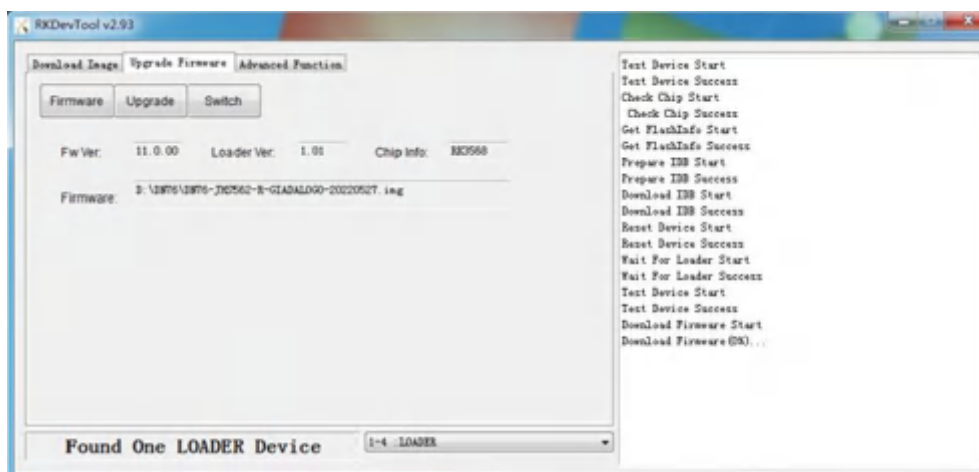 RKDevTool v2.93
Download Image Upgrade Firmware Advanced Function
Firmware Upgrade Switch
Fw Ver: 11.0.00 Loader Ver: 1.01 Chip Info: RK3568
Firmware:
Found One LOADER Device
1-4 :LOADER
Test Device Start
Test Device Success
Check Chip Start
Check Chip Success
Get FlashInfo Start
Get FlashInfo Success
Prepare IDB Start
Prepare IDB Success
Download IDB Start
Download IDB Success
Reset Device Start
Reset Device Success
Wait For Loader Start
Wait For Loader Success
Test Device Start
Test Device Success
Download Firmware Start
Download Firmware(0%)...